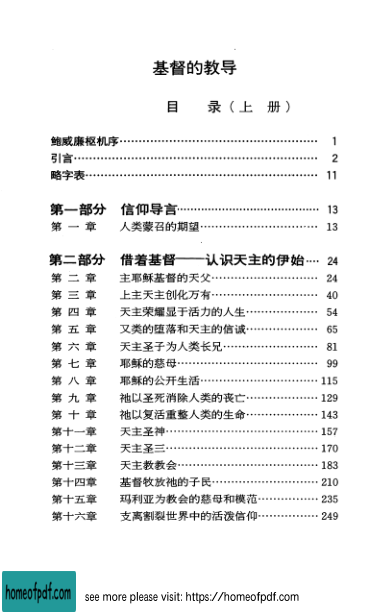 基督的教导
目 录（上 册）
鲍威廉枢机序…………………………………… 1
引言…………………………………… 2
略字表…………………………………… 11
第一部分 信仰导言…………………… 13
第 一 章 人类蒙召的期望…………………… 13
第二部分 借着基督——认识天主的伊始…… 24
第 二 章 主耶稣基督的天父…………………… 24
第 三 章 上主天主创化万有…………………… 40
第 四 章 天主荣耀显于活力的人生…………… 54
第 五 章 人类的堕落和天主的信诚…………… 65
第 六 章 天主圣子为人类长兄………………… 81
第 七 章 耶稣的慈母…………………………… 99
第 八 章 耶稣的公开生活……………………… 115
第 九 章 祂以圣死消除人类的丧亡…………… 129
第 十 章 祂以复活重整人类的生命…………… 143
第十一章 天主圣神……………………………… 157
第十二章 天主圣三……………………………… 170
第十三章 天主教教会…………………………… 183
第十四章 基督牧放祂的子民…………………… 210
第十五章 玛利亚为教会的慈母和模范………… 235
第十六章 支离割裂世界中的活泼信仰………… 249
homeofpdf.com
see more please visit: https://homeofpdf.com